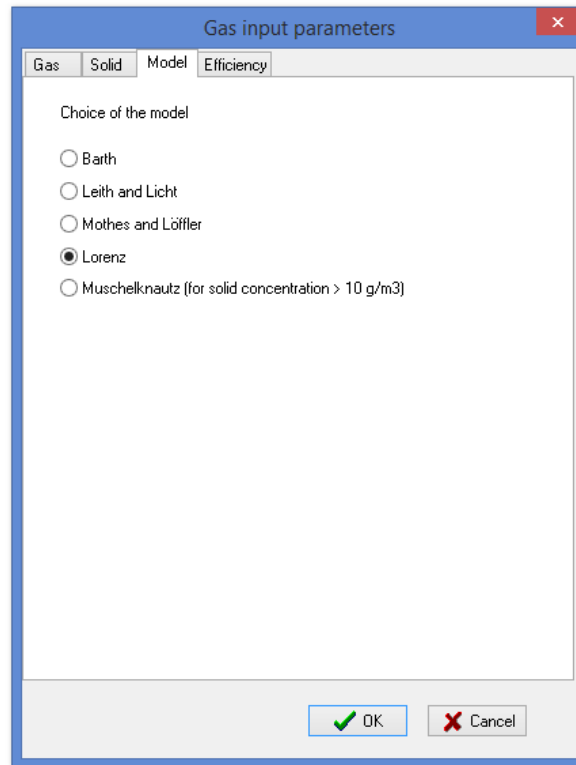 Gas input parameters
Gas Solid Model Efficiency
Choice of the model
Barth
Leith and Licht
Mothes and Löffler
Lorenz
Muschelknautz (for solid concentration > 10 g/m3)
OK Cancel